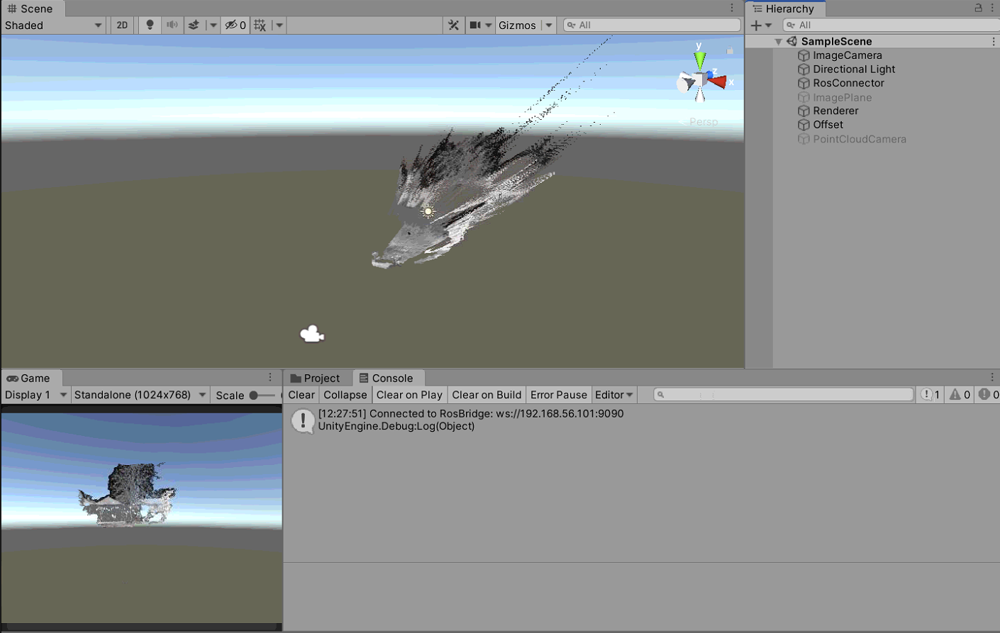 Scene
Shaded
2D
0
Gizmos
All
y
z
x
Persp
Hierarchy
All
SampleScene
ImageCamera
Directional Light
RosConnector
ImagePlane
Renderer
Offset
PointCloudCamera
Game
Display 1
Standalone (1024x768)
Scale
Project
Console
Clear
Collapse
Clear on Play
Clear on Build
Error Pause
Editor
1
0
0
[12:27:51] Connected to RosBridge: ws://192.168.56.101:9090
UnityEngine.Debug:Log(Object)